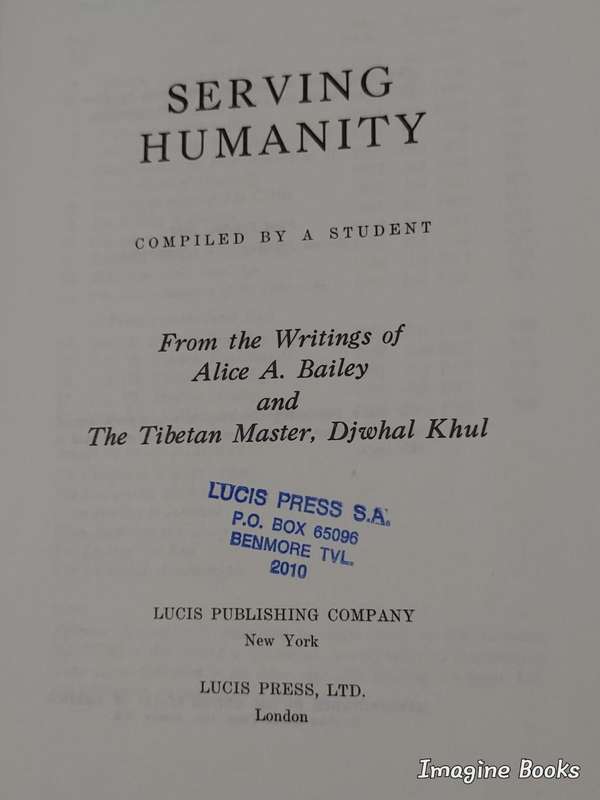 SERVING
HUMANITY
COMPILED BY A STUDENT
From the Writings of
Alice A. Bailey
and
The Tibetan Master, Djwhal Khul
LUCIS PRESS S.A.
P.O. BOX 65096
BENMORE TVL.
2010
LUCIS PUBLISHING COMPANY
New York
LUCIS PRESS, LTD.
London
Imagine Books